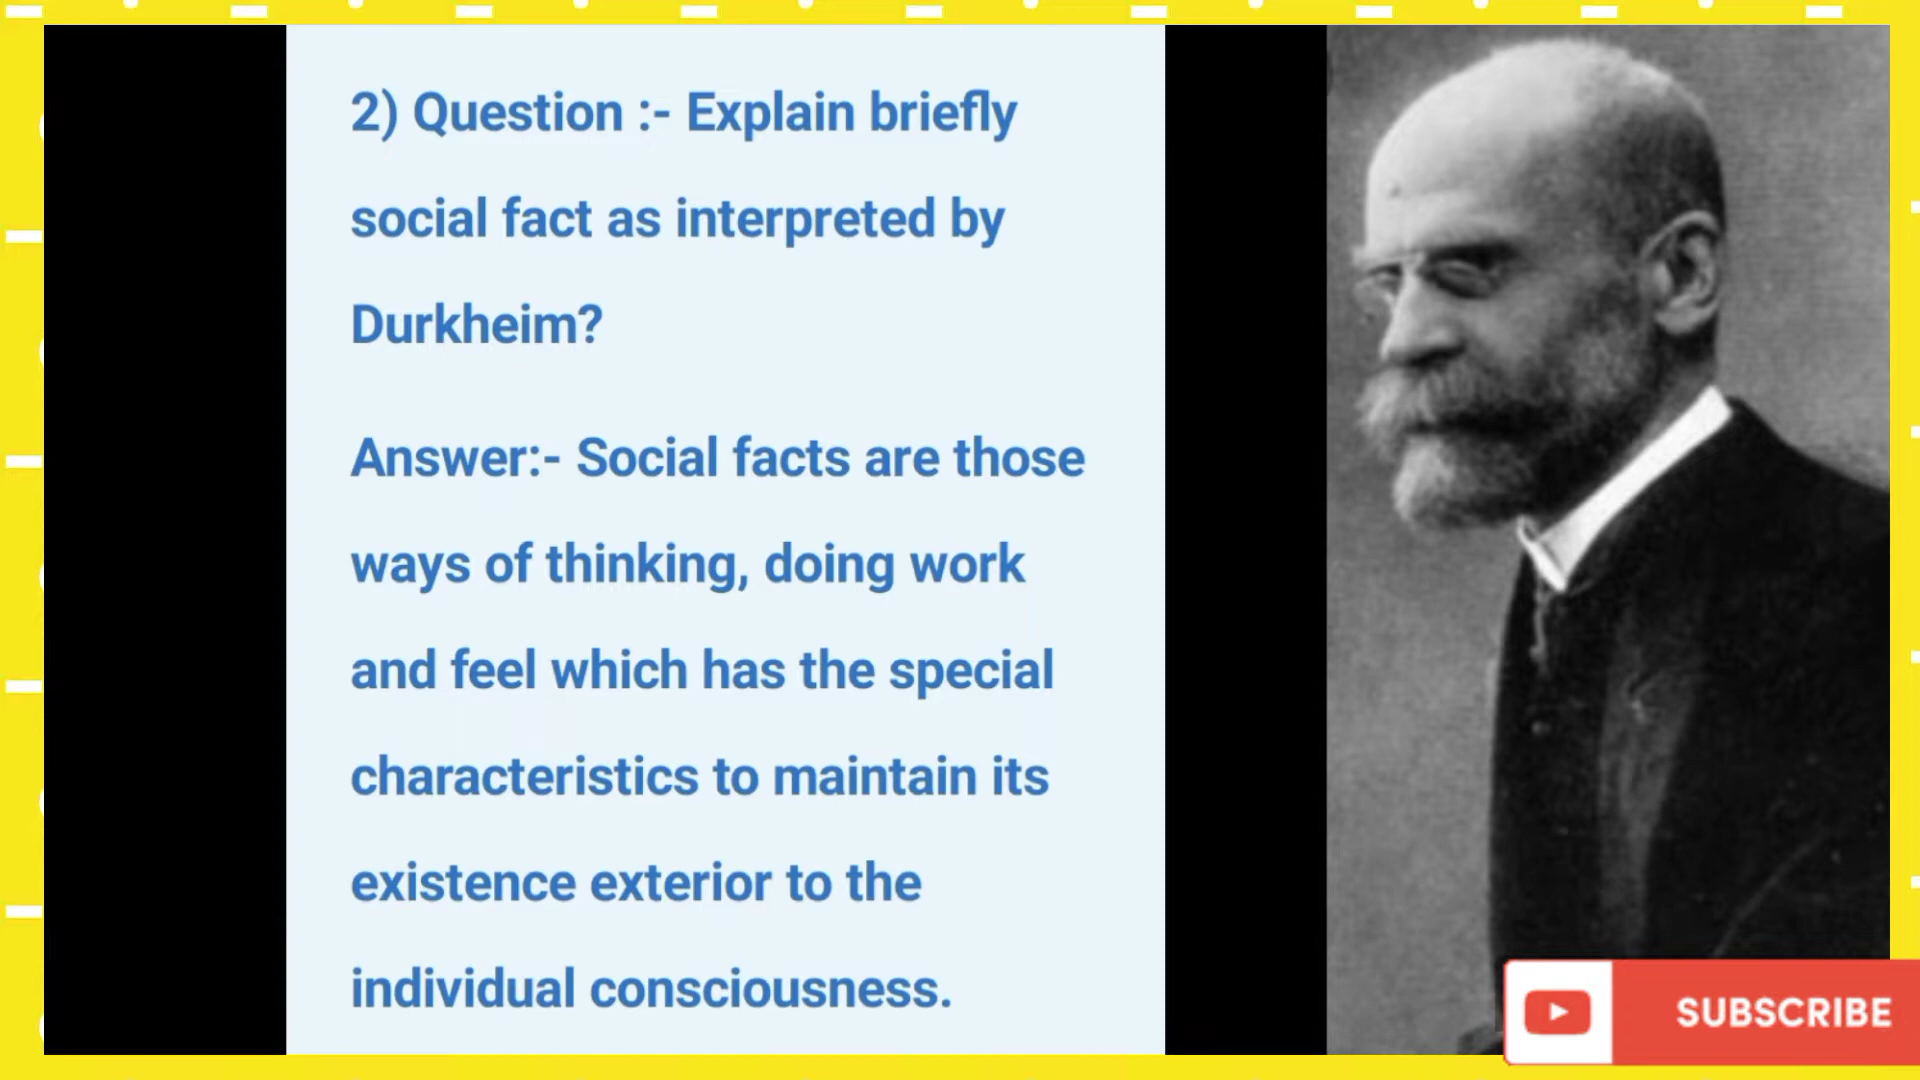 2) Question :- Explain briefly
social fact as interpreted by
Durkheim?
Answer:- Social facts are those
ways of thinking, doing work
and feel which has the special
characteristics to maintain its
existence exterior to the
individual consciousness.
SUBSCRIBE